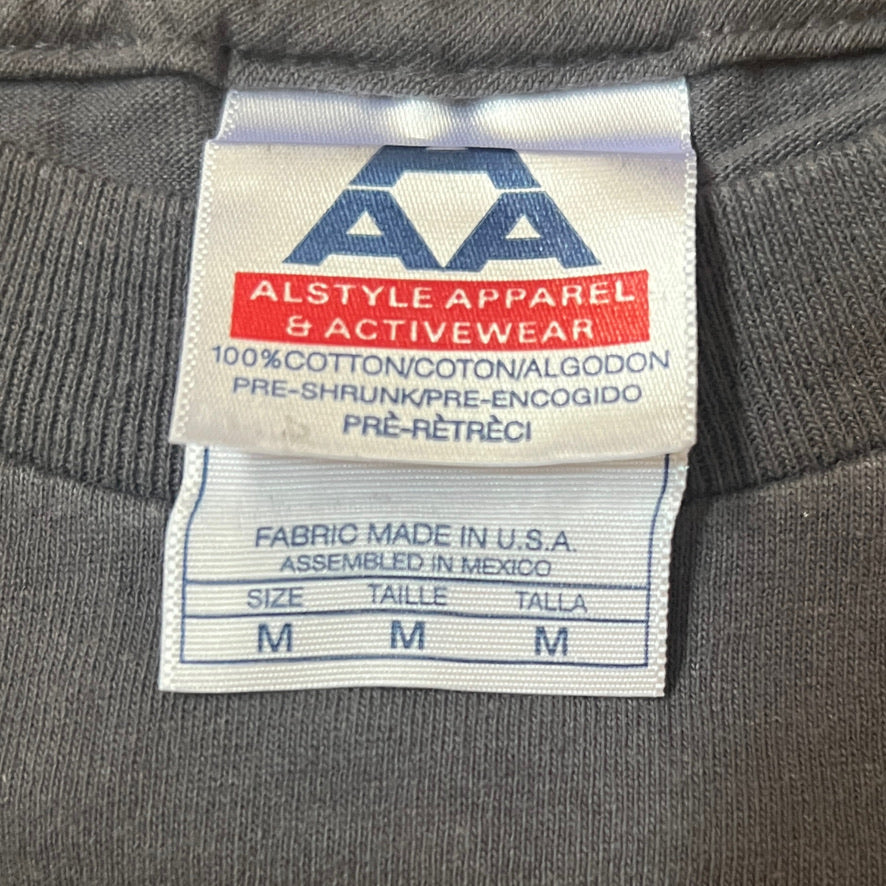 AAA
ALSTYLE APPAREL
& ACTIVEWEAR
100%COTTON/COTON/ALGODON
PRE-SHRUNK/PRE-ENCOGIDO
PRÈ-RÈTRÈCI
FABRIC MADE IN U.S.A.
ASSEMBLED IN MEXICO
SIZE TAILLE TALLA
M M M